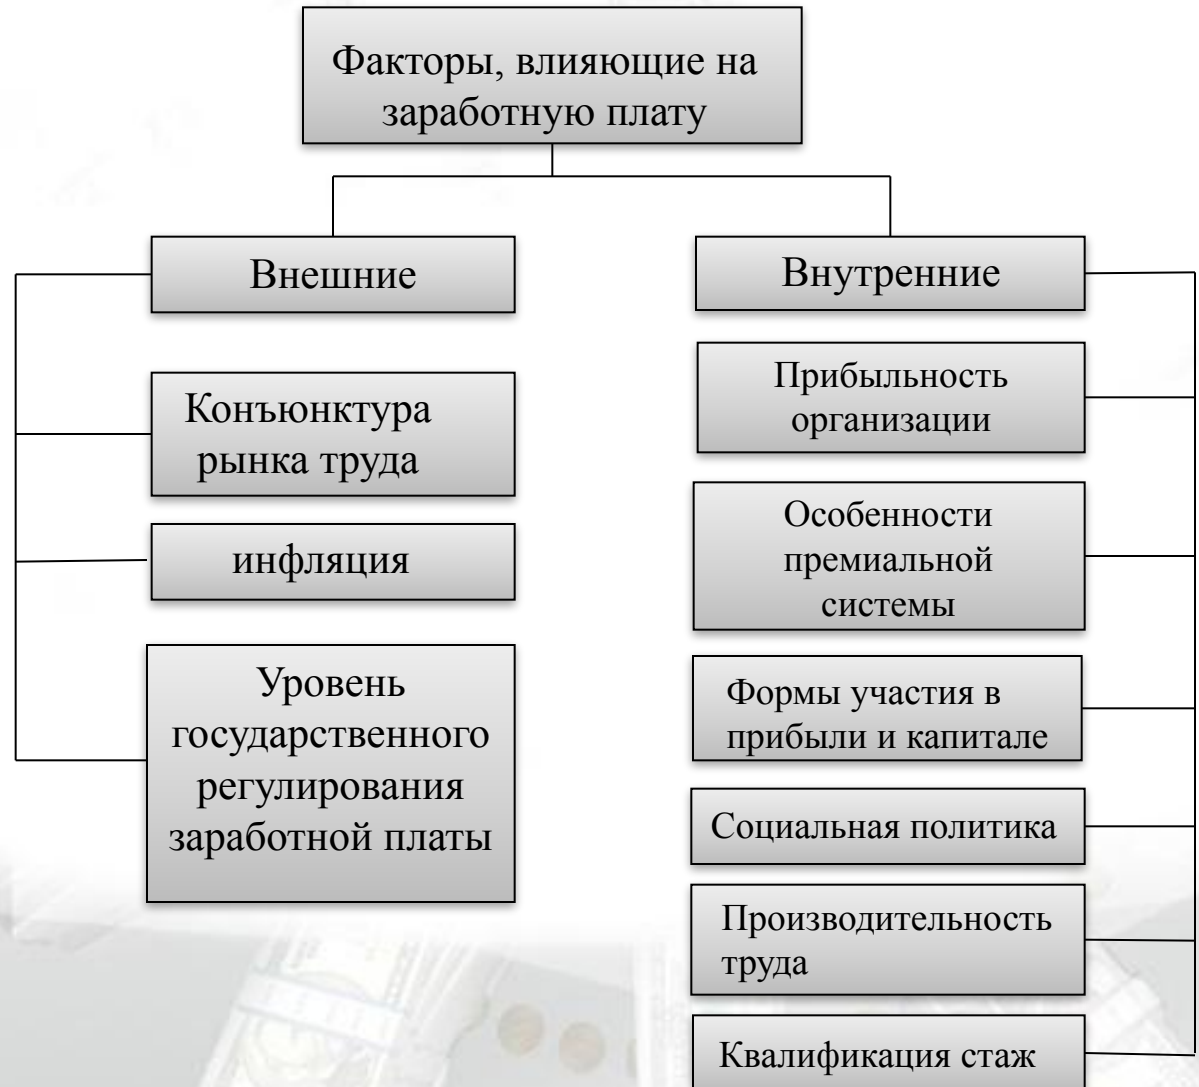 Факторы, влияющие на
заработную плату
Внешние
Конъюнктура
рынка труда
инфляция
Уровень
государственного
регулирования
заработной платы
Внутренние
Прибыльность
организации
Особенности
премиальной
системы
Формы участия в
прибыли и капитале
Социальная политика
Производительность
труда
Квалификация стаж